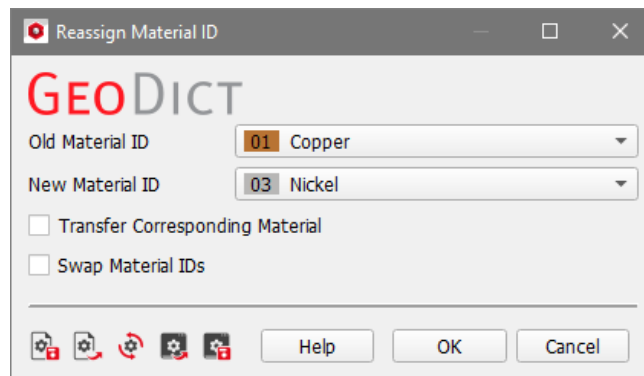 Reassign Material ID
GEODICT
Old Material ID 01 Copper
New Material ID 03 Nickel
Transfer Corresponding Material
Swap Material IDs
Help OK Cancel